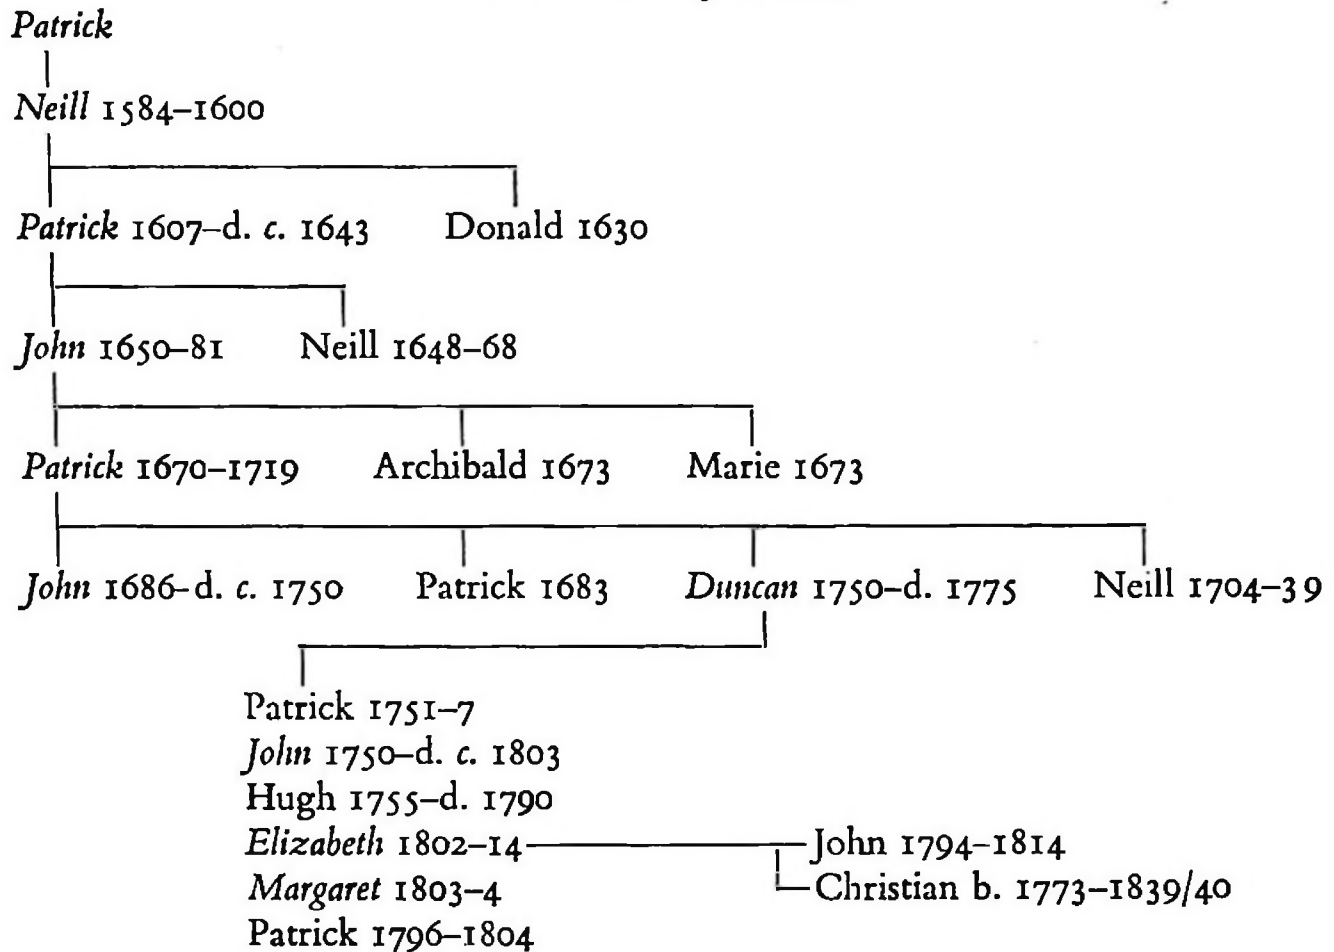 Patrick
Neill 1584–1600
Patrick 1607–d. c. 1643 Donald 1630
John 1650–81 Neill 1648–68
Patrick 1670–1719 Archibald 1673 Marie 1673
John 1686–d. c. 1750 Patrick 1683 Duncan 1750–d. 1775 Neill 1704–39
Patrick 1751–7
John 1750–d. c. 1803
Hugh 1755–d. 1790
Elizabeth 1802–14 John 1794–1814
Margaret 1803–4 Christian b. 1773–1839/40
Patrick 1796–1804